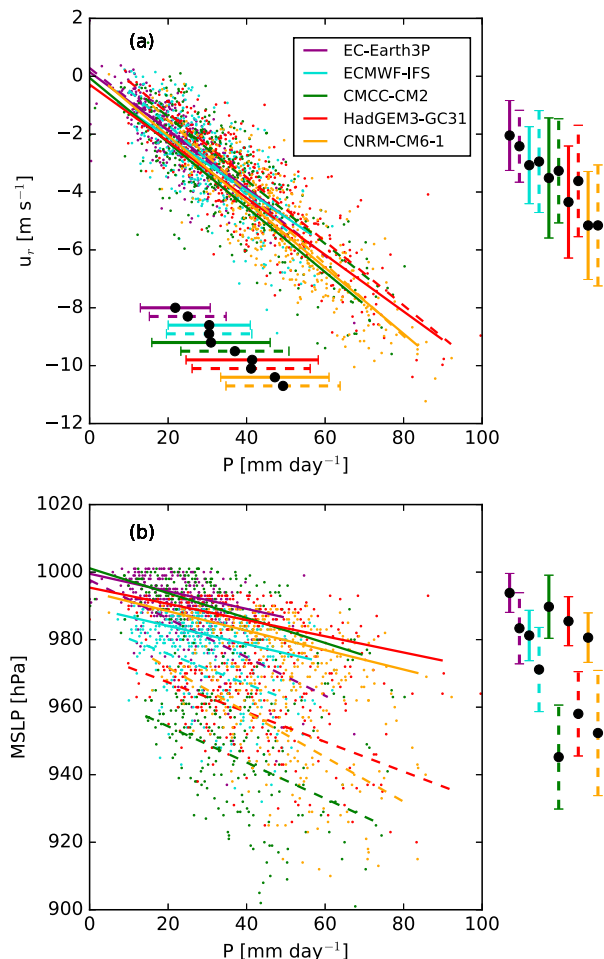 (a)
EC-Earth3P
ECMWF-IFS
CMCC-CM2
HadGEM3-GC31
CNRM-CM6-1
2
0
−2
−4
−6
−8
−10
−12
u_r [m s⁻¹]
0 20 40 60 80 100
P [mm day⁻¹]
(b)
1020
1000
980
960
940
920
900
MSLP [hPa]
0 20 40 60 80 100
P [mm day⁻¹]